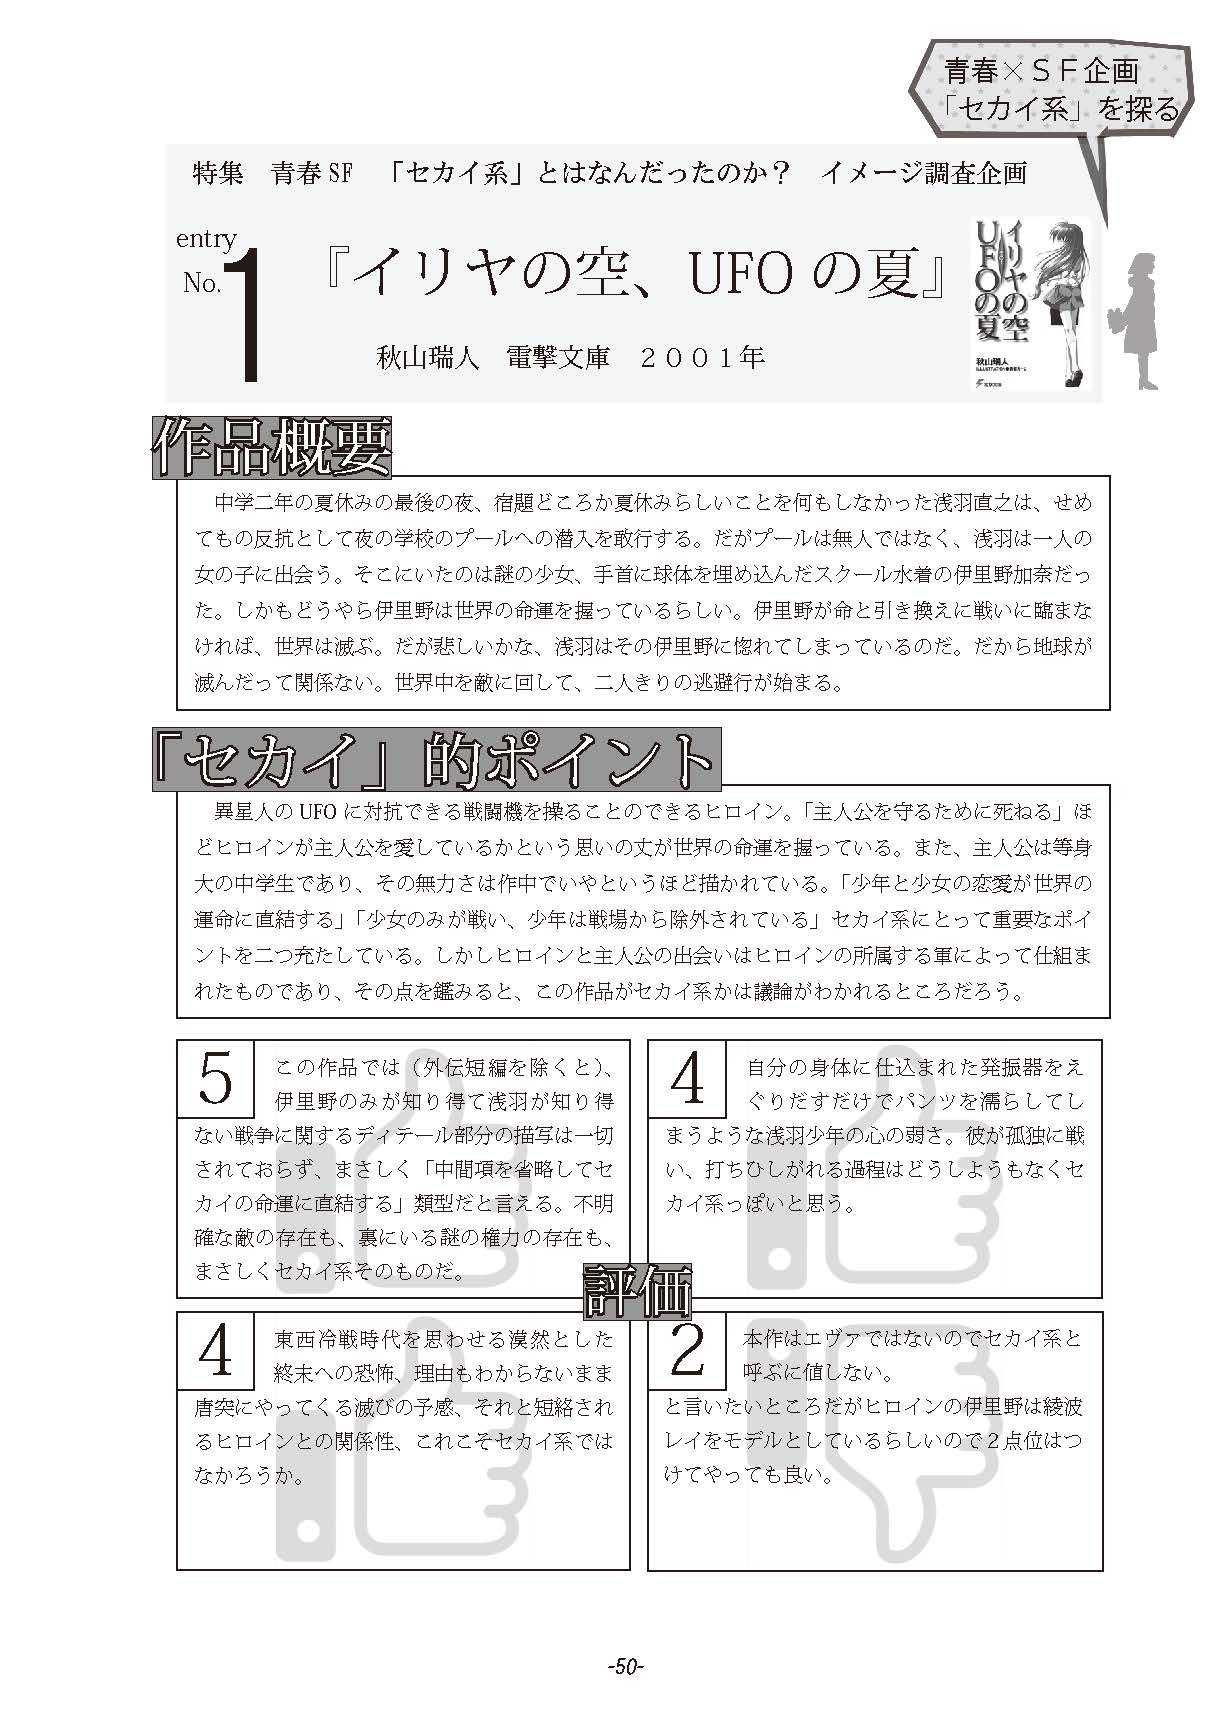 青春×ＳＦ企画
「セカイ系」を探る
特集　青春SF　「セカイ系」とはなんだったのか？　イメージ調査企画
entry
No.
1
『イリヤの空、UFOの夏』
秋山瑞人　電撃文庫　２００１年
イリヤの空
UFOの夏
秋山瑞人
電撃文庫
作品概要
　中学二年の夏休みの最後の夜、宿題どころか夏休みらしいことを何もしなかった浅羽直之は、せめ
てもの反抗として夜の学校のプールへの潜入を敢行する。だがプールは無人ではなく、浅羽は一人の
女の子に出会う。そこにいたのは謎の少女、手首に球体を埋め込んだスクール水着の伊里野加奈だっ
た。しかもどうやら伊里野は世界の命運を握っているらしい。伊里野が命と引き換えに戦いに臨まな
ければ、世界は滅ぶ。だが悲しいかな、浅羽はその伊里野に惚れてしまっているのだ。だから地球が
滅んだって関係ない。世界中を敵に回して、二人きりの逃避行が始まる。
「セカイ」的ポイント
　異星人のUFOに対抗できる戦闘機を操ることのできるヒロイン。「主人公を守るために死ねる」ほ
どヒロインが主人公を愛しているかという思いの丈が世界の命運を握っている。また、主人公は等身
大の中学生であり、その無力さは作中でいやというほど描かれている。「少年と少女の恋愛が世界の
運命に直結する」「少女のみが戦い、少年は戦場から除外されている」セカイ系にとって重要なポイ
ントを二つ充たしている。しかしヒロインと主人公の出会いはヒロインの所属する軍によって仕組ま
れたものであり、その点を鑑みると、この作品がセカイ系かは議論がわかれるところだろう。
5
この作品では（外伝短編を除くと）、
伊里野のみが知り得て浅羽が知り得
ない戦争に関するディテール部分の描写は一切
されておらず、まさしく「中間項を省略してセ
カイの命運に直結する」類型だと言える。不明
確な敵の存在も、裏にいる謎の権力の存在も、
まさしくセカイ系そのものだ。
4
自分の身体に仕込まれた発振器をえ
ぐりだすだけでパンツを濡らしてし
まうような浅羽少年の心の弱さ。彼が孤独に戦
い、打ちひしがれる過程はどうしようもなくセ
カイ系っぽいと思う。
評価
4
東西冷戦時代を思わせる漠然とした
終末への恐怖、理由もわからないまま
唐突にやってくる滅びの予感、それと短絡され
るヒロインとの関係性、これこそセカイ系では
なかろうか。
2
本作はエヴァではないのでセカイ系と
呼ぶに値しない。
と言いたいところだがヒロインの伊里野は綾波
レイをモデルとしているらしいので２点位はつ
けてやっても良い。
-50-